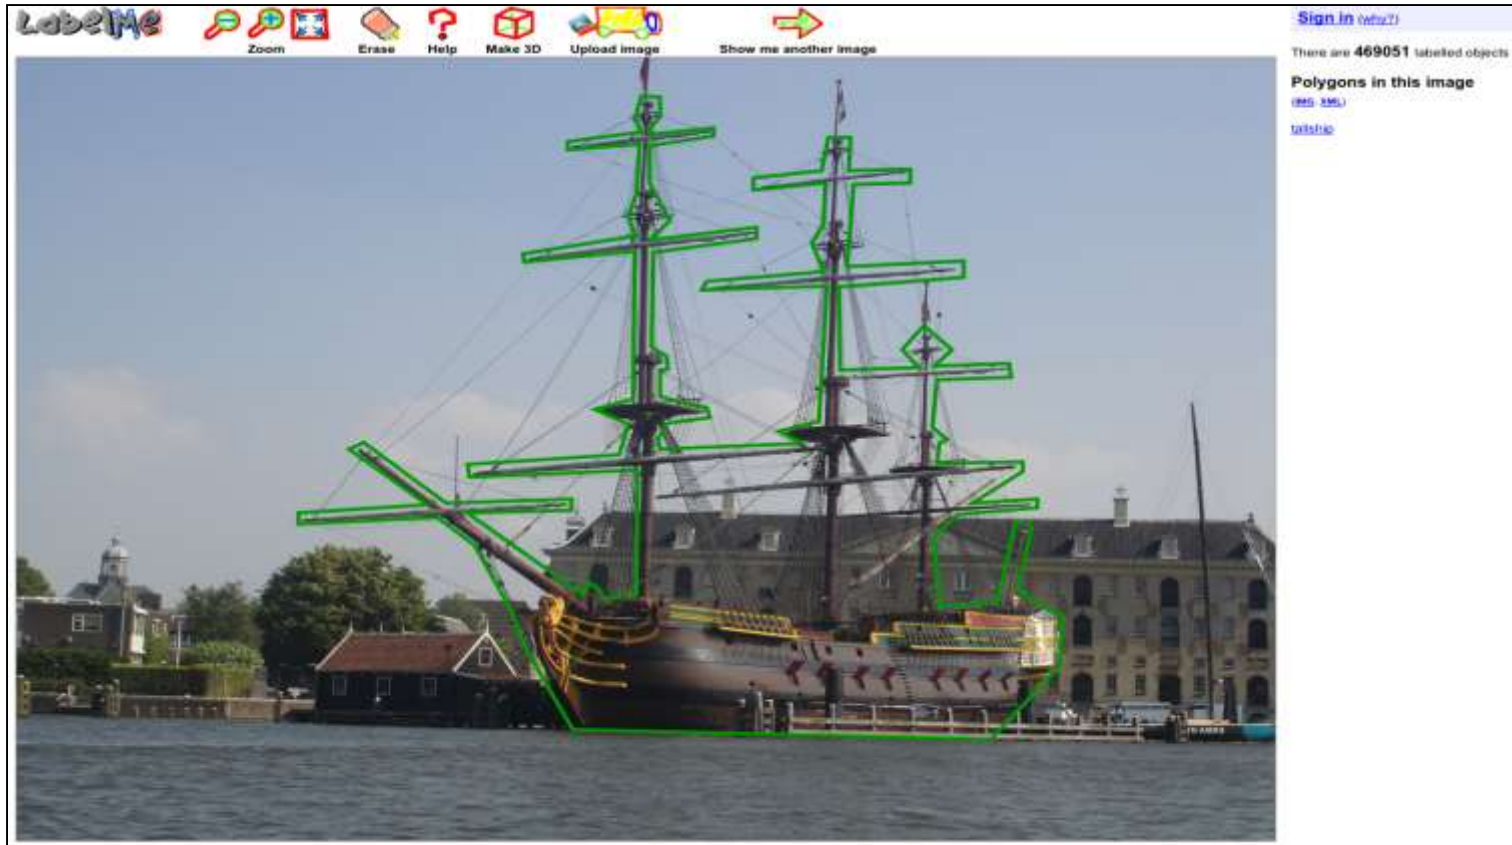 LabelMe
Zoom
Erase
Help
Make 3D
Upload image
Show me another image
Sign in (why?)
There are 469051 labelled objects
Polygons in this image
(IMG, XML)
tallship